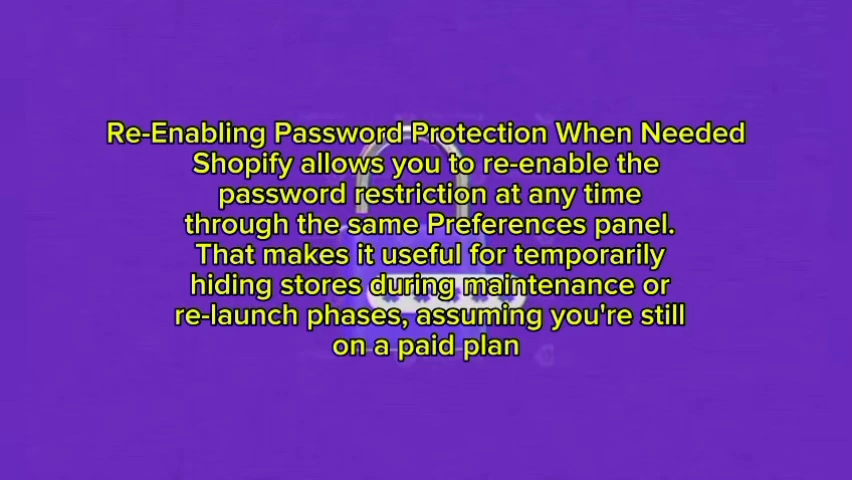 Re-Enabling Password Protection When Needed
Shopify allows you to re-enable the
password restriction at any time
through the same Preferences panel.
That makes it useful for temporarily
hiding stores during maintenance or
re-launch phases, assuming you're still
on a paid plan